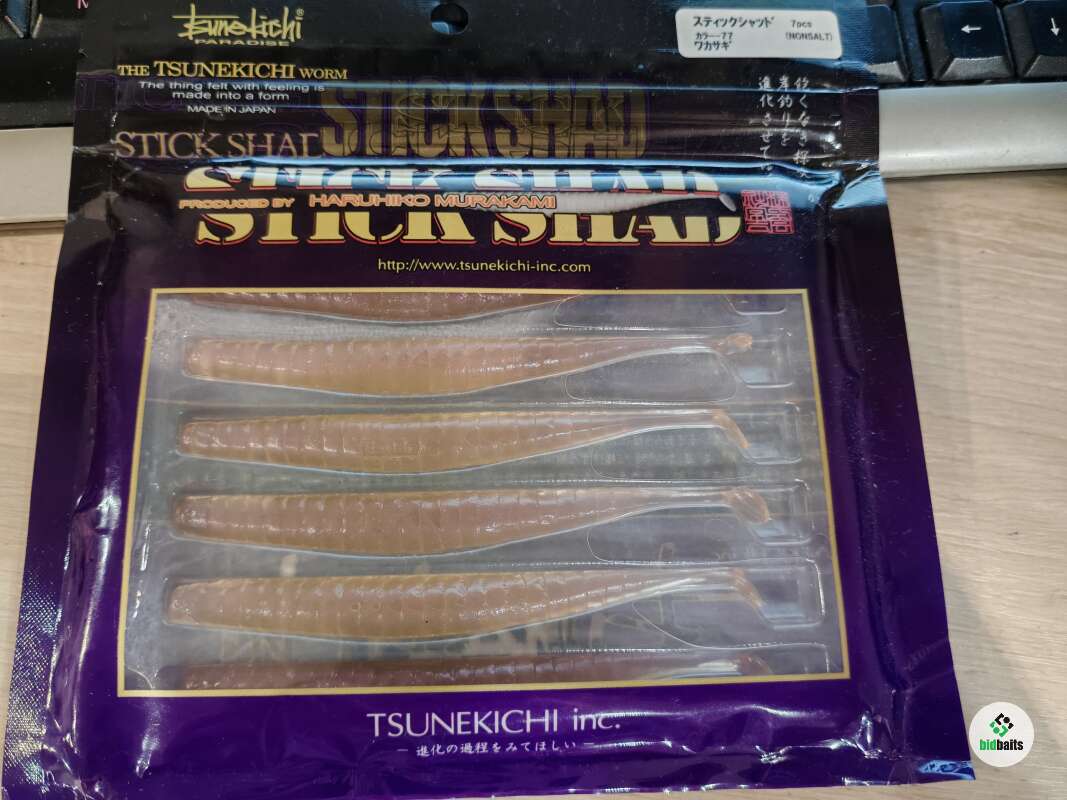 Tsunekichi®
PARADISE
THE TSUNEKICHI WORM
The thing felt with feeling is
made into a form
MADE IN JAPAN
スティックシャッド 7pcs
カラー77 (NONSALT)
ワカサギ
STICK SHAD
STICK SHAD
STICK SHAD
PRODUCED BY HARUHIKO MURAKAMI
STICK SHAD
http://www.tsunekichi-inc.com
TSUNEKICHI inc.
― 進化の過程をみてほしい ―
bidbaits